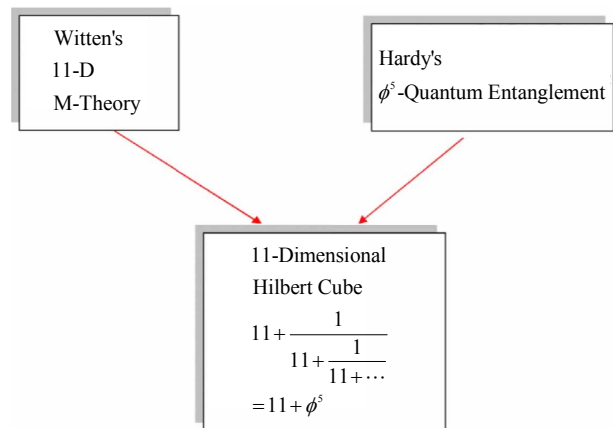 Witten's
11-D
M-Theory
Hardy's
ϕ⁵-Quantum Entanglement
11-Dimensional
Hilbert Cube
11+1/(11+1/(11+⋯))
=11+ϕ⁵